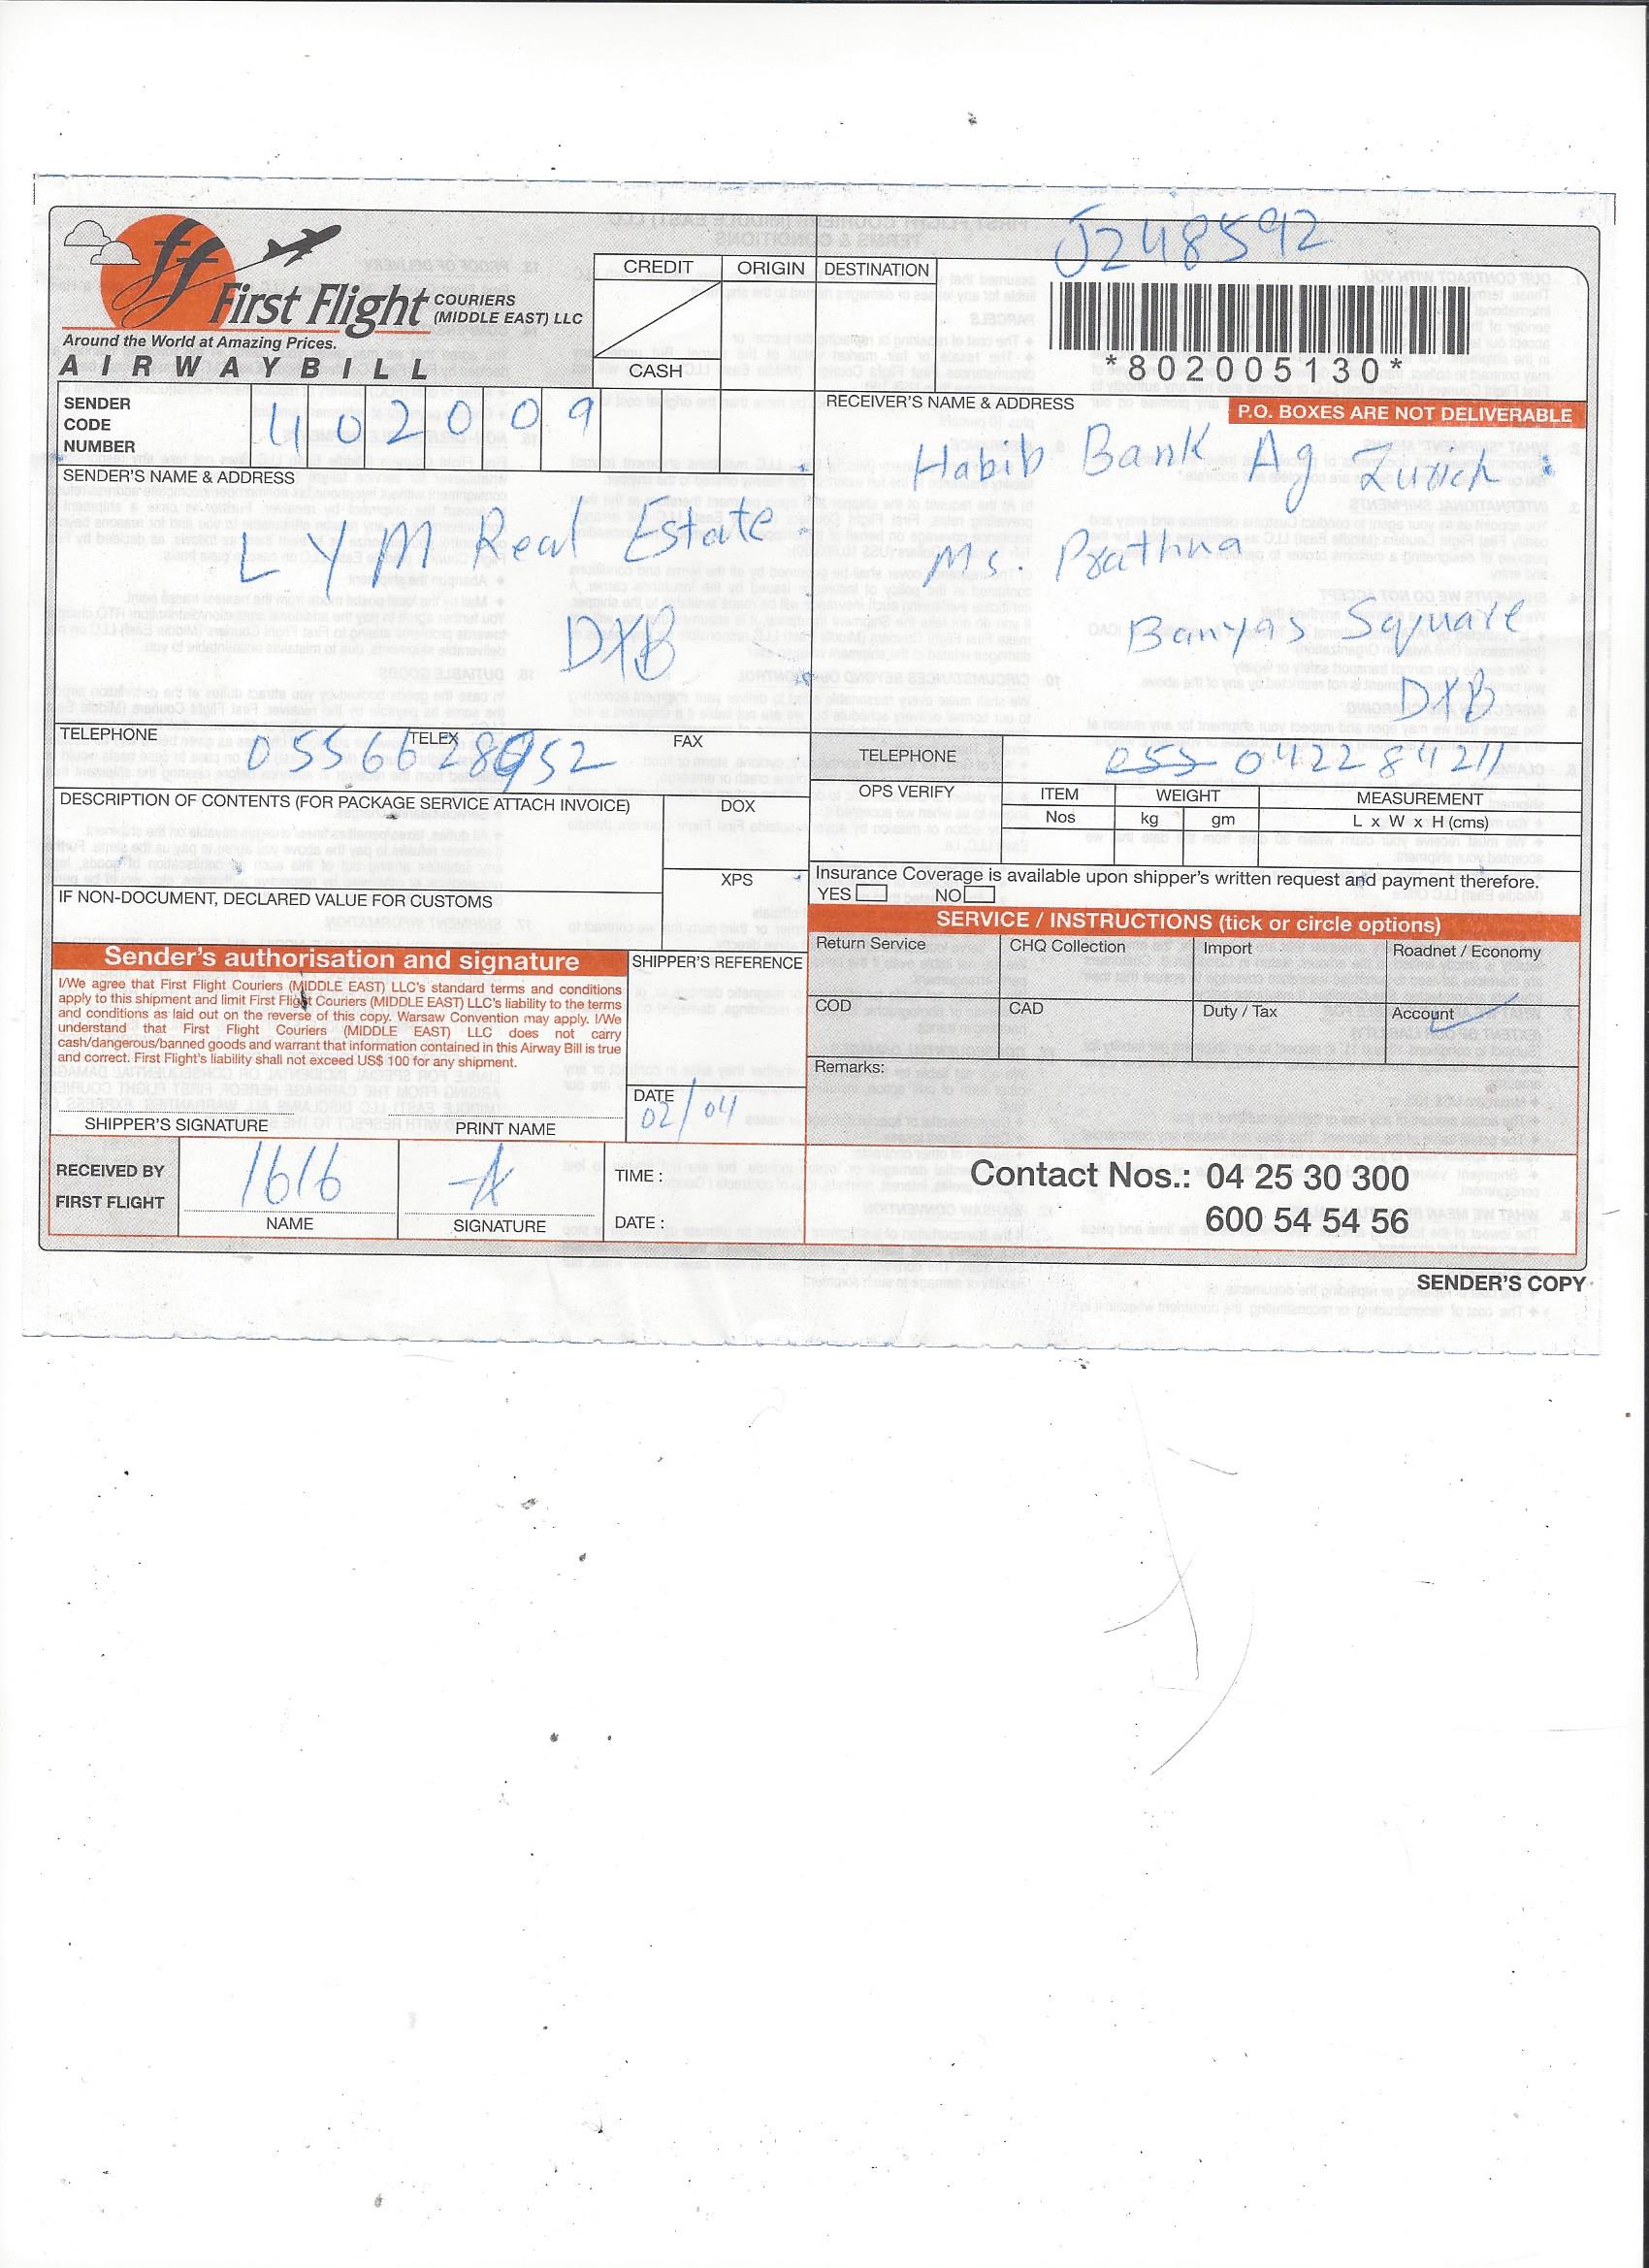 J248592
ff
First Flight COURIERS (MIDDLE EAST) LLC
Around the World at Amazing Prices.
AIRWAYBILL
CREDIT
CASH
ORIGIN
DESTINATION
*802005130*
SENDER CODE NUMBER 402009
RECEIVER'S NAME & ADDRESS
P.O. BOXES ARE NOT DELIVERABLE
Habib Bank Ag Zurich
Ms. Prathna
Banyas Square
DXB
SENDER'S NAME & ADDRESS
LYM Real Estate
DXB
TELEPHONE TELEX FAX
0556628952
TELEPHONE 055 0422 84211
DESCRIPTION OF CONTENTS (FOR PACKAGE SERVICE ATTACH INVOICE)
DOX
XPS
IF NON-DOCUMENT, DECLARED VALUE FOR CUSTOMS
OPS VERIFY
ITEM Nos
WEIGHT kg gm
MEASUREMENT L x W x H (cms)
Insurance Coverage is available upon shipper's written request and payment therefore.
YES NO
SERVICE / INSTRUCTIONS (tick or circle options)
Return Service CHQ Collection Import Roadnet / Economy
COD CAD Duty / Tax Account
Remarks:
Sender's authorisation and signature
I/We agree that First Flight Couriers (MIDDLE EAST) LLC's standard terms and conditions
apply to this shipment and limit First Flight Couriers (MIDDLE EAST) LLC's liability to the terms
and conditions as laid out on the reverse of this copy. Warsaw Convention may apply. I/We
understand that First Flight Couriers (MIDDLE EAST) LLC does not carry
cash/dangerous/banned goods and warrant that information contained in this Airway Bill is true
and correct. First Flight's liability shall not exceed US$ 100 for any shipment.
SHIPPER'S SIGNATURE PRINT NAME
SHIPPER'S REFERENCE
DATE
02/04
RECEIVED BY FIRST FLIGHT
1616
NAME
SIGNATURE
TIME :
DATE :
Contact Nos.: 04 25 30 300
600 54 54 56
SENDER'S COPY